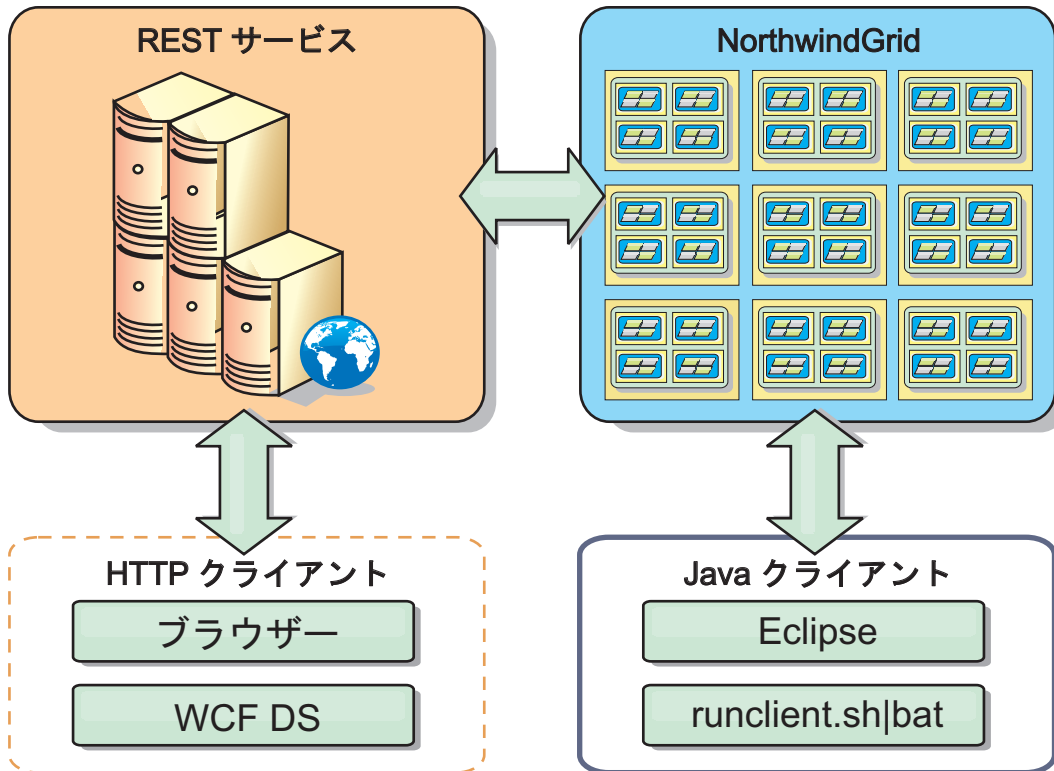 REST サービス
NorthwindGrid
HTTP クライアント
ブラウザー
WCF DS
Java クライアント
Eclipse
runclient.sh|bat